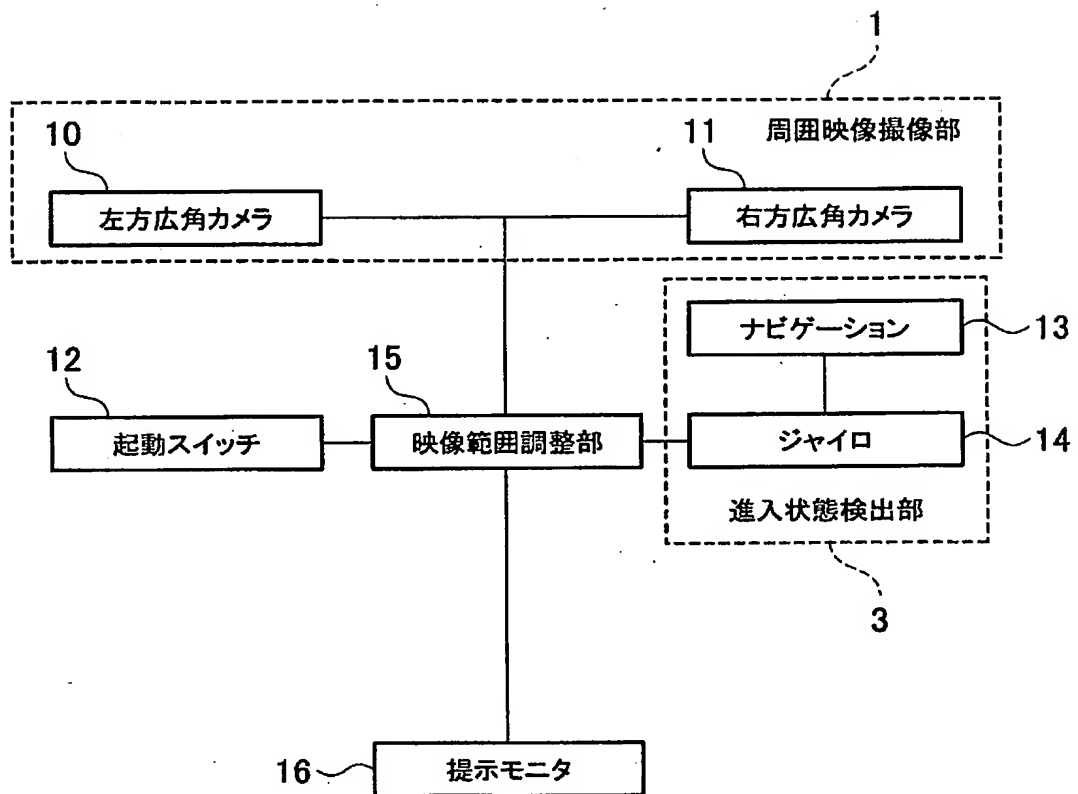 1
周囲映像撮像部
10
11
左方広角カメラ
右方広角カメラ
ナビゲーション
13
12
15
起動スイッチ
映像範囲調整部
ジャイロ
14
進入状態検出部
3
16
提示モニタ